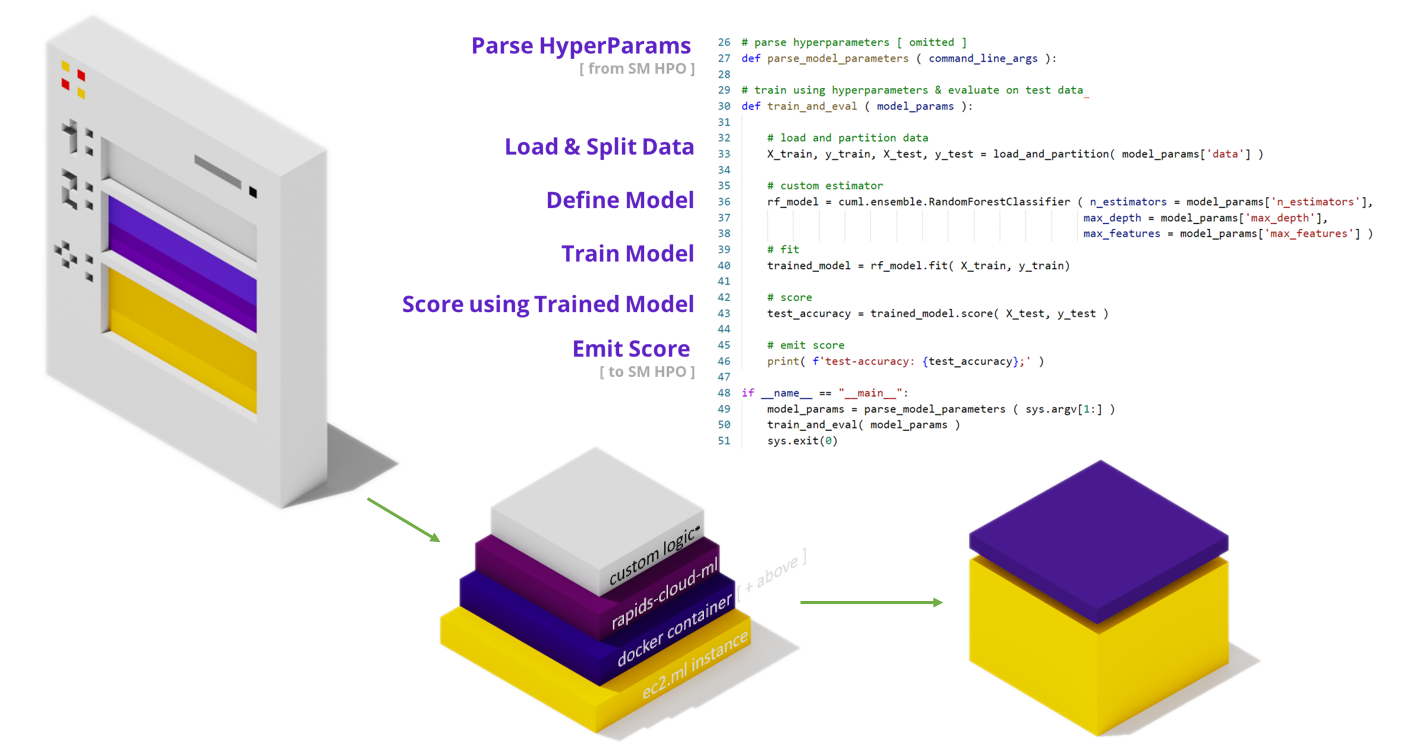 Parse HyperParams
[ from SM HPO ]
Load & Split Data
Define Model
Train Model
Score using Trained Model
Emit Score
[ to SM HPO ]
26 # parse hyperparameters [ omitted ]
27 def parse_model_parameters ( command_line_args ):
28
29 # train using hyperparameters & evaluate on test data_
30 def train_and_eval ( model_params ):
31
32 # load and partition data
33 X_train, y_train, X_test, y_test = load_and_partition( model_params['data'] )
34
35 # custom estimator
36 rf_model = cuml.ensemble.RandomForestClassifier ( n_estimators = model_params['n_estimators'],
37 max_depth = model_params['max_depth'],
38 max_features = model_params['max_features'] )
39 # fit
40 trained_model = rf_model.fit( X_train, y_train)
41
42 # score
43 test_accuracy = trained_model.score( X_test, y_test )
44
45 # emit score
46 print( f'test-accuracy: {test_accuracy};' )
47
48 if __name__ == "__main__":
49 model_params = parse_model_parameters ( sys.argv[1:] )
50 train_and_eval( model_params )
51 sys.exit(0)
1:
2:
custom logic*
rapids-cloud-ml
docker container
ec2.ml instance
[ + above ]